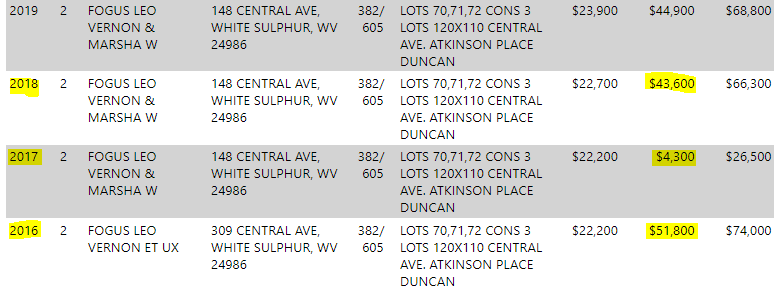 2019 2 FOGUS LEO 148 CENTRAL AVE, 382/ LOTS 70,71,72 CONS 3 $23,900 $44,900 $68,800
VERNON & WHITE SULPHUR, WV 605 LOTS 120X110 CENTRAL
MARSHA W 24986 AVE. ATKINSON PLACE
DUNCAN
2018 2 FOGUS LEO 148 CENTRAL AVE, 382/ LOTS 70,71,72 CONS 3 $22,700 $43,600 $66,300
VERNON & WHITE SULPHUR, WV 605 LOTS 120X110 CENTRAL
MARSHA W 24986 AVE. ATKINSON PLACE
DUNCAN
2017 2 FOGUS LEO 148 CENTRAL AVE, 382/ LOTS 70,71,72 CONS 3 $22,200 $4,300 $26,500
VERNON & WHITE SULPHUR, WV 605 LOTS 120X110 CENTRAL
MARSHA W 24986 AVE. ATKINSON PLACE
DUNCAN
2016 2 FOGUS LEO 309 CENTRAL AVE, 382/ LOTS 70,71,72 CONS 3 $22,200 $51,800 $74,000
VERNON ET UX WHITE SULPHUR, WV 605 LOTS 120X110 CENTRAL
24986 AVE. ATKINSON PLACE
DUNCAN